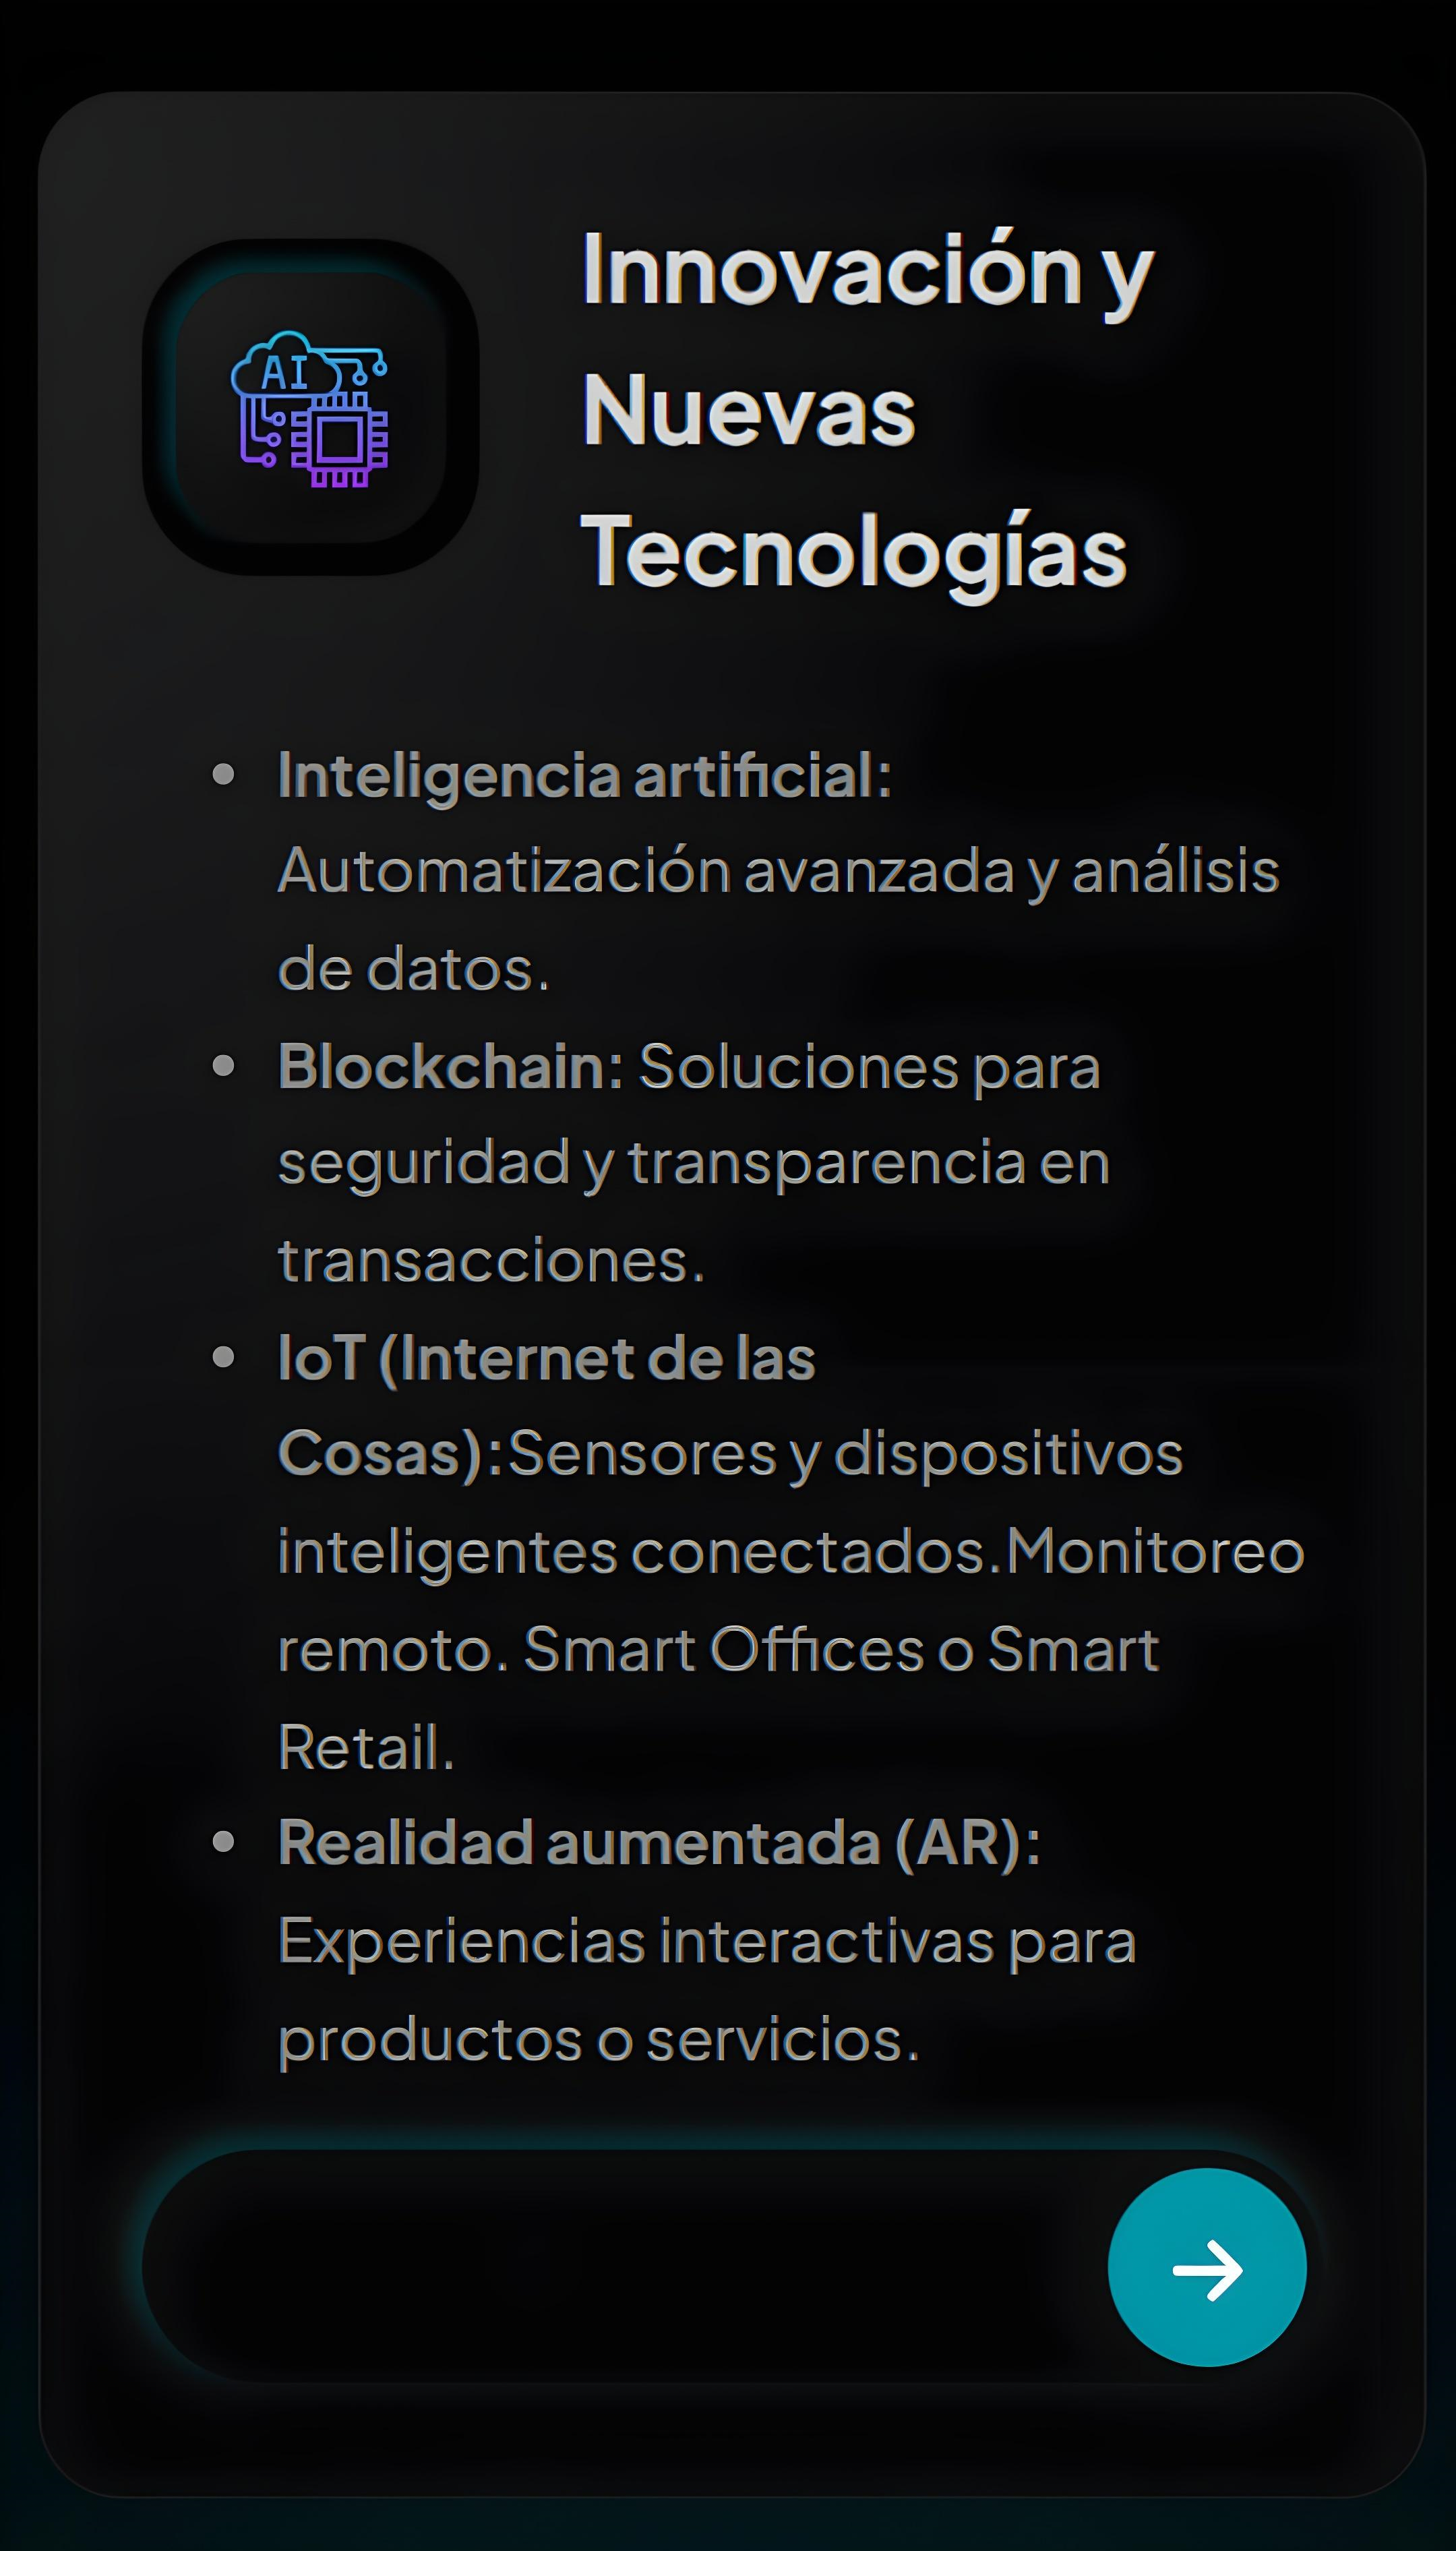 AI
Innovación y
Nuevas
Tecnologías
• Inteligencia artificial:
Automatización avanzada y análisis
de datos.
• Blockchain: Soluciones para
seguridad y transparencia en
transacciones.
• IoT (Internet de las
Cosas):Sensores y dispositivos
inteligentes conectados.Monitoreo
remoto. Smart Offices o Smart
Retail.
• Realidad aumentada (AR):
Experiencias interactivas para
productos o servicios.